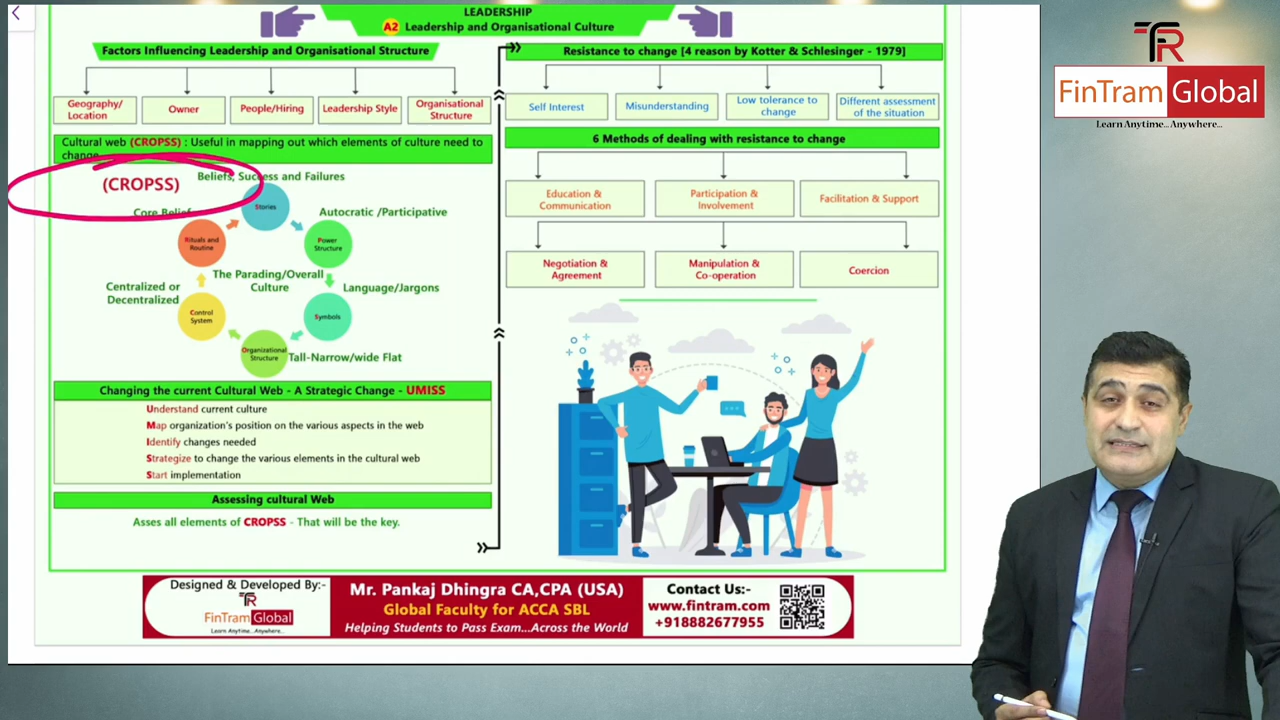 LEADERSHIP
A2 Leadership and Organisational Culture
Factors Influencing Leadership and Organisational Structure
Geography/
Location
Owner
People/Hiring
Leadership Style
Organisational
Structure
Cultural web (CROPSS) : Useful in mapping out which elements of culture need to
change
(CROPSS)
Beliefs, Success and Failures
Stories
Core Belief
Autocratic /Participative
Rituals and
Routine
Power
Structure
The Parading/Overall
Culture
Centralized or
Decentralized
Language/Jargons
Control
System
Symbols
Organizational
Structure
Tall-Narrow/wide Flat
Changing the current Cultural Web - A Strategic Change - UMISS
Understand current culture
Map organization's position on the various aspects in the web
Identify changes needed
Strategize to change the various elements in the cultural web
Start implementation
Assessing cultural Web
Asses all elements of CROPSS - That will be the key.
Resistance to change [4 reason by Kotter & Schlesinger - 1979]
Self Interest
Misunderstanding
Low tolerance to
change
Different assessment
of the situation
6 Methods of dealing with resistance to change
Education &
Communication
Participation &
Involvement
Facilitation & Support
Negotiation &
Agreement
Manipulation &
Co-operation
Coercion
Designed & Developed By:-
FinTram Global
Learn Anytime...Anywhere...
Mr. Pankaj Dhingra CA,CPA (USA)
Global Faculty for ACCA SBL
Helping Students to Pass Exam...Across the World
Contact Us:-
www.fintram.com
+918882677955
FinTram Global
Learn Anytime...Anywhere...